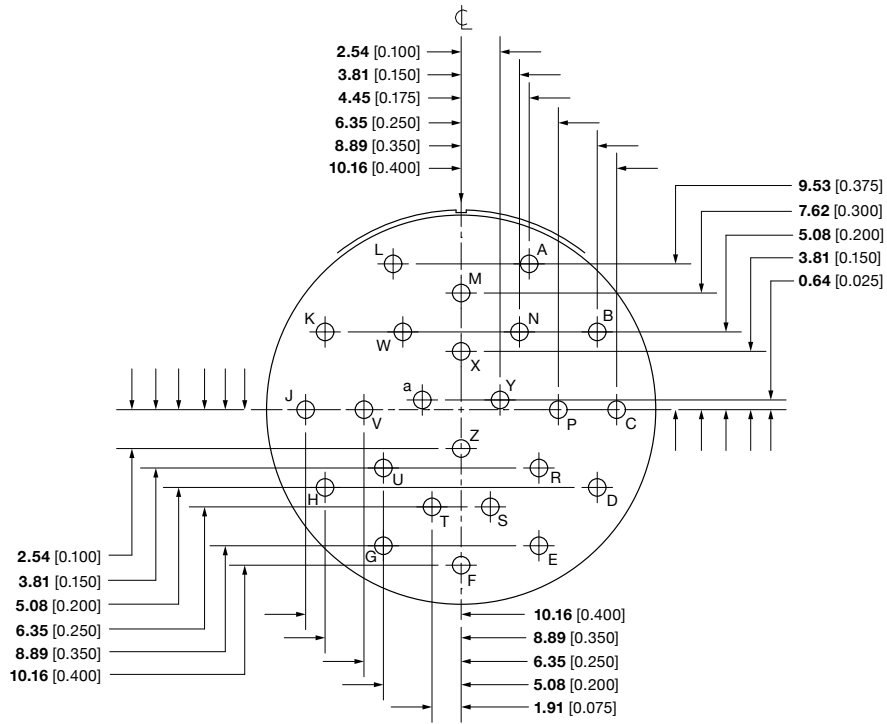 ℄
2.54 [0.100]
3.81 [0.150]
4.45 [0.175]
6.35 [0.250]
8.89 [0.350]
10.16 [0.400]
9.53 [0.375]
7.62 [0.300]
5.08 [0.200]
3.81 [0.150]
0.64 [0.025]
L
A
M
K
W
N
B
X
a
Y
J
V
P
C
Z
U
R
H
D
T
S
G
E
F
2.54 [0.100]
3.81 [0.150]
5.08 [0.200]
6.35 [0.250]
8.89 [0.350]
10.16 [0.400]
10.16 [0.400]
8.89 [0.350]
6.35 [0.250]
5.08 [0.200]
1.91 [0.075]